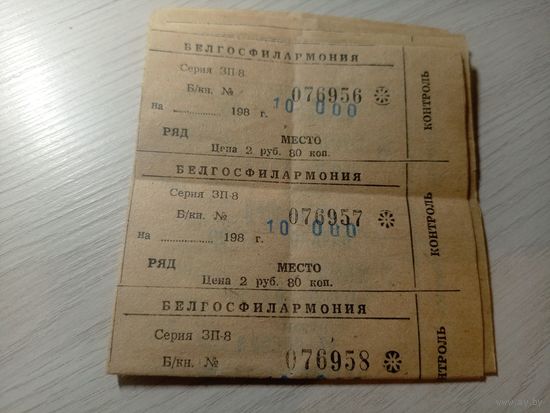 БЕЛГОСФИЛАРМОНИЯ
Серия ЗП-8
Б/кн. № 076956
на ............... 198 г. 10 000
РЯД МЕСТО
Цена 2 руб. 80 коп.
КОНТРОЛЬ
БЕЛГОСФИЛАРМОНИЯ
Серия ЗП-8
Б/кн. № 076957
на ............... 198 г. 10 000
РЯД МЕСТО
Цена 2 руб. 80 коп.
КОНТРОЛЬ
БЕЛГОСФИЛАРМОНИЯ
Серия ЗП-8
Б/кн. № 076958
КОНТРОЛЬ